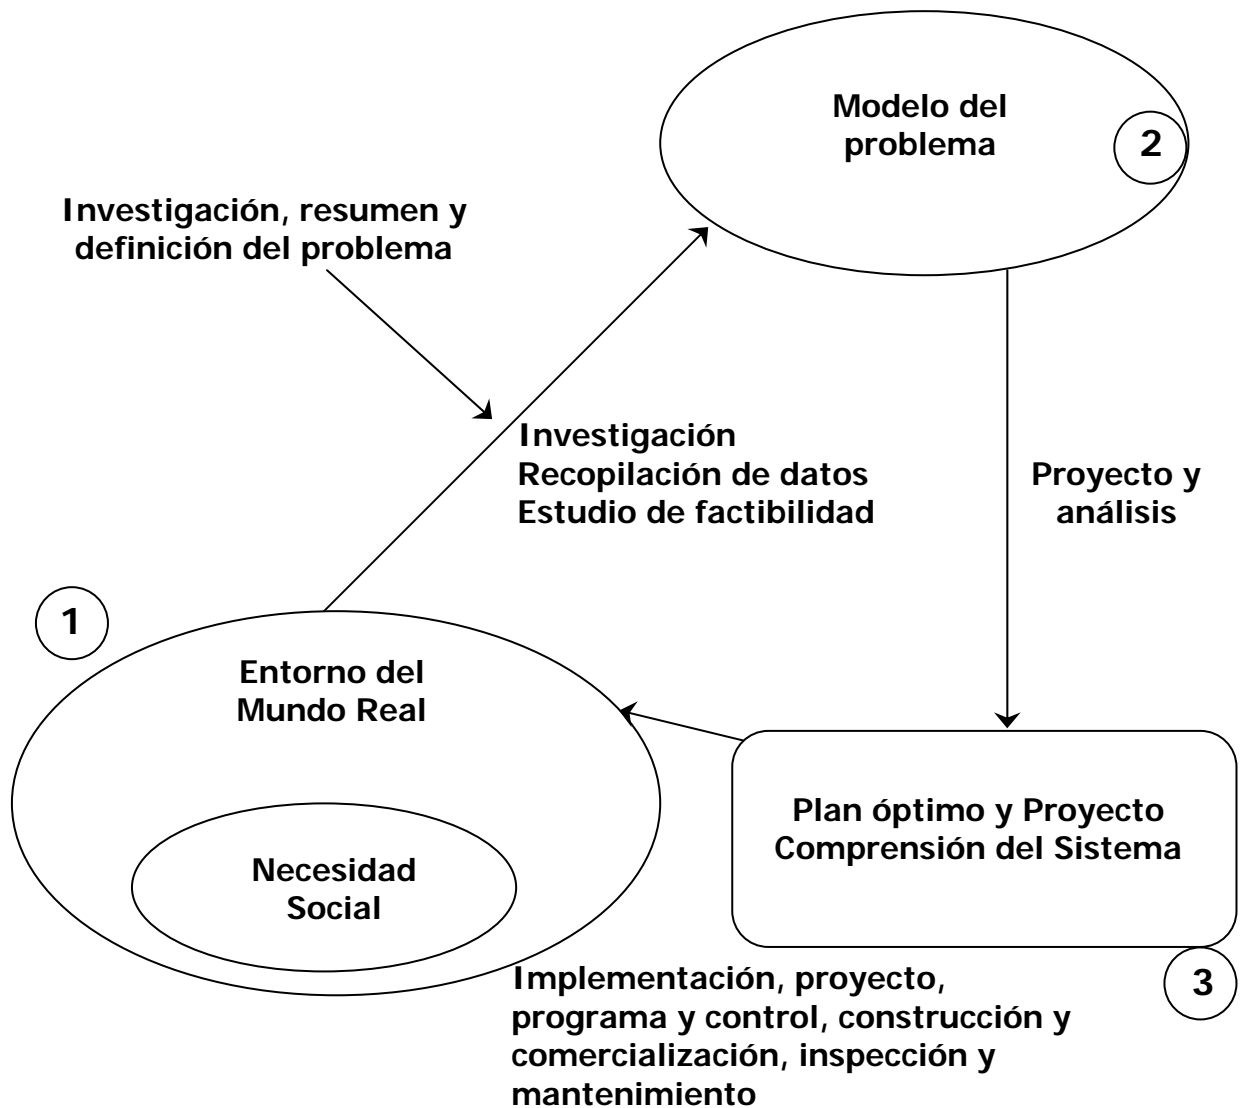 Modelo del
problema
2
Investigación, resumen y
definición del problema
Investigación
Recopilación de datos
Estudio de factibilidad
Proyecto y
análisis
1
Entorno del
Mundo Real
Necesidad
Social
Plan óptimo y Proyecto
Comprensión del Sistema
3
Implementación, proyecto,
programa y control, construcción y
comercialización, inspección y
mantenimiento